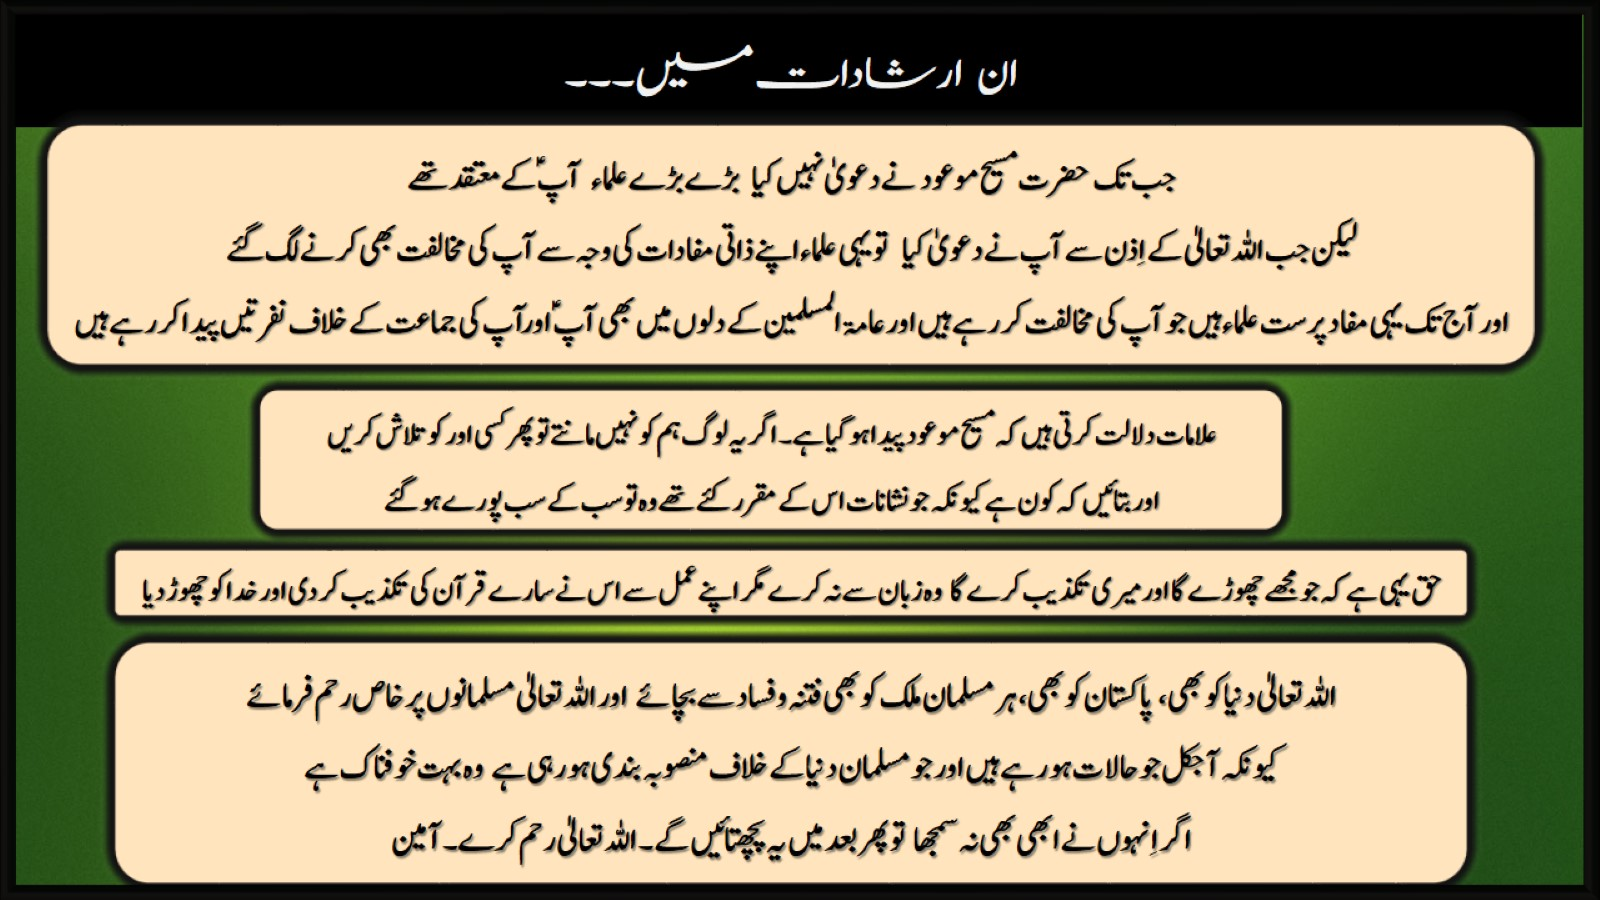 ان ارشادات میں۔۔۔
جب تک حضرت مسیح موعود نے دعویٰ نہیں کیا بڑے بڑے علماء آپؑ کے معتقد تھے
لیکن جب اللہ تعالیٰ کے اِذن سے آپ نے دعویٰ کیا تو یہی علماء اپنے ذاتی مفادات کی وجہ سے آپ کی مخالفت بھی کرنے لگ گئے
اور آج تک یہی مفاد پرست علماء ہیں جو آپ کی مخالفت کر رہے ہیں اور عامۃ المسلمین کے دلوں میں بھی آپؑ اور آپ کی جماعت کے خلاف نفرتیں پیدا کر رہے ہیں
علامات دلالت کرتی ہیں کہ مسیح موعود پیدا ہو گیا ہے۔ اگر یہ لوگ ہم کو نہیں مانتے تو پھر کسی اور کو تلاش کریں
اور بتائیں کہ کون ہے کیونکہ جو نشانات اس کے مقرر کئے تھے وہ تو سب کے سب پورے ہو گئے
حق یہی ہے کہ جو مجھے چھوڑے گا اور میری تکذیب کرے گا وہ زبان سے نہ کرے مگر اپنے عمل سے اس نے سارے قرآن کی تکذیب کر دی اور خدا کو چھوڑ دیا
اللہ تعالیٰ دنیا کو بھی، پاکستان کو بھی، ہر مسلمان ملک کو بھی فتنہ و فساد سے بچائے اور اللہ تعالیٰ مسلمانوں پر خاص رحم فرمائے
کیونکہ آجکل جو حالات ہو رہے ہیں اور جو مسلمان دنیا کے خلاف منصوبہ بندی ہو رہی ہے وہ بہت خوفناک ہے
اگر اِنہوں نے ابھی بھی نہ سمجھا تو پھر بعد میں یہ پچھتائیں گے۔ اللہ تعالیٰ رحم کرے۔ آمین